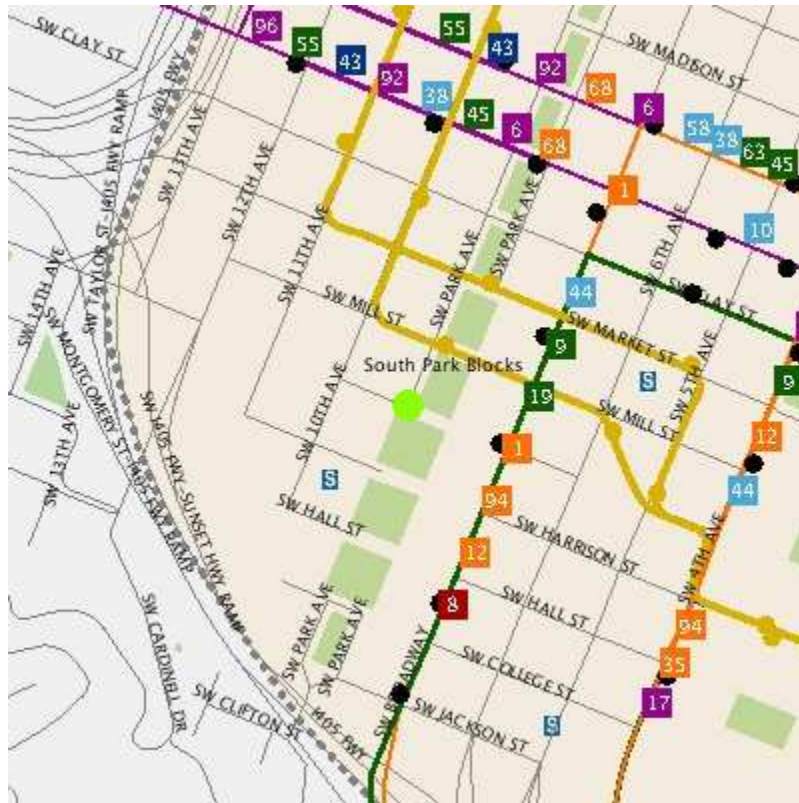 96
55
43
92
SW CLAY ST
55
43
92
38
45
6
68
68
6
58
38
63
45
SW MADISON ST
I405 FWY
SW 13TH AVE
SW 12TH AVE
SW TAYLOR ST-I405 HWY RAMP
SW PARK AVE
1
10
SW 6TH AVE
SW 13TH AVE
SW PARK AVE
SW 14TH AVE
SW MILL ST
44
SW CLAY ST
SW MARKET ST
9
South Park Blocks
S
SW 5TH AVE
9
19
SW MILL ST
SW MONTGOMERY ST-I405 FWY RAMP
SW 13TH AVE
SW 10TH AVE
SW I405 FWY-SUNSET HWY RAMP
1
12
44
S
94
SW HALL ST
SW HARRISON ST
12
SW 4TH AVE
SW HALL ST
8
94
SW PARK AVE
SW PARK AVE
SW CARDINELL DR
SW COLLEGE ST
35
17
SW CLIFTON ST
I405 FWY
SW BROADWAY
SW JACKSON ST
S